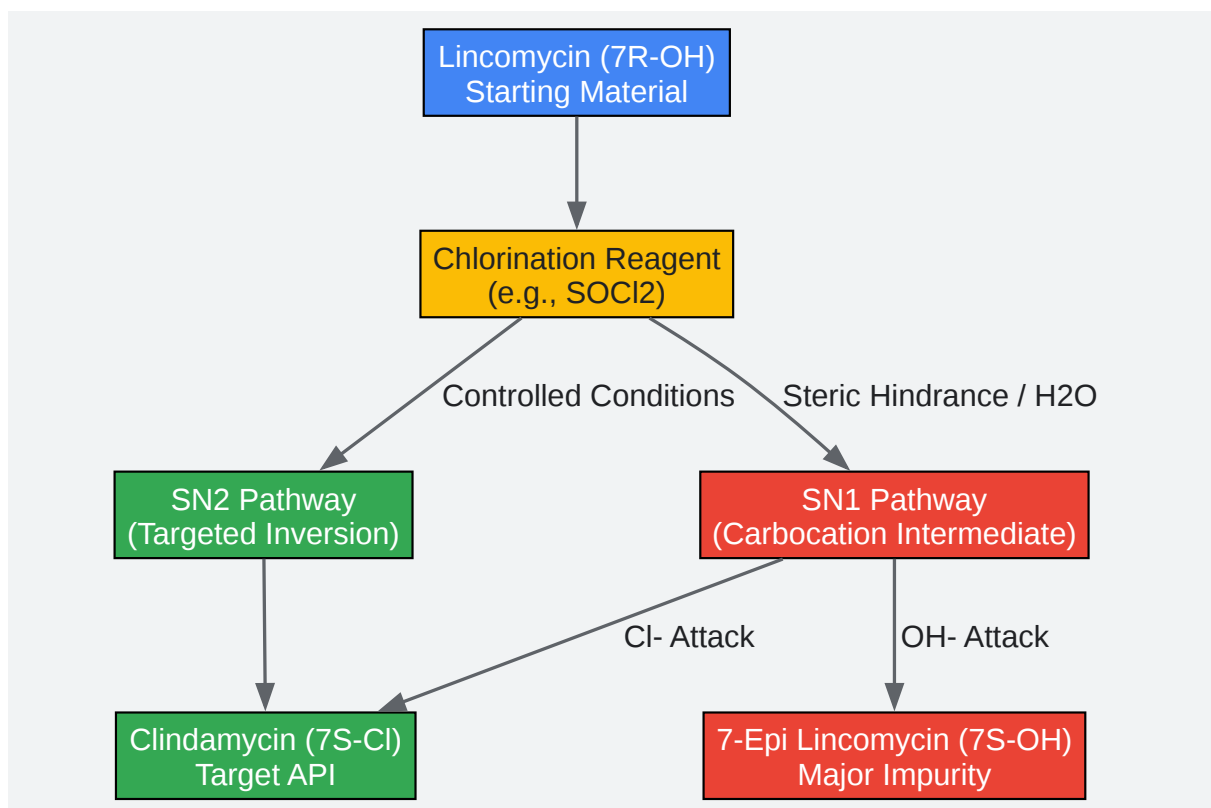 Lincomycin (7R-OH)
Starting Material
Chlorination Reagent
(e.g., SOCl2)
Controlled Conditions
Steric Hindrance / H2O
SN2 Pathway
(Targeted Inversion)
SN1 Pathway
(Carbocation Intermediate)
Cl- Attack
OH- Attack
Clindamycin (7S-Cl)
Target API
7-Epi Lincomycin (7S-OH)
Major Impurity